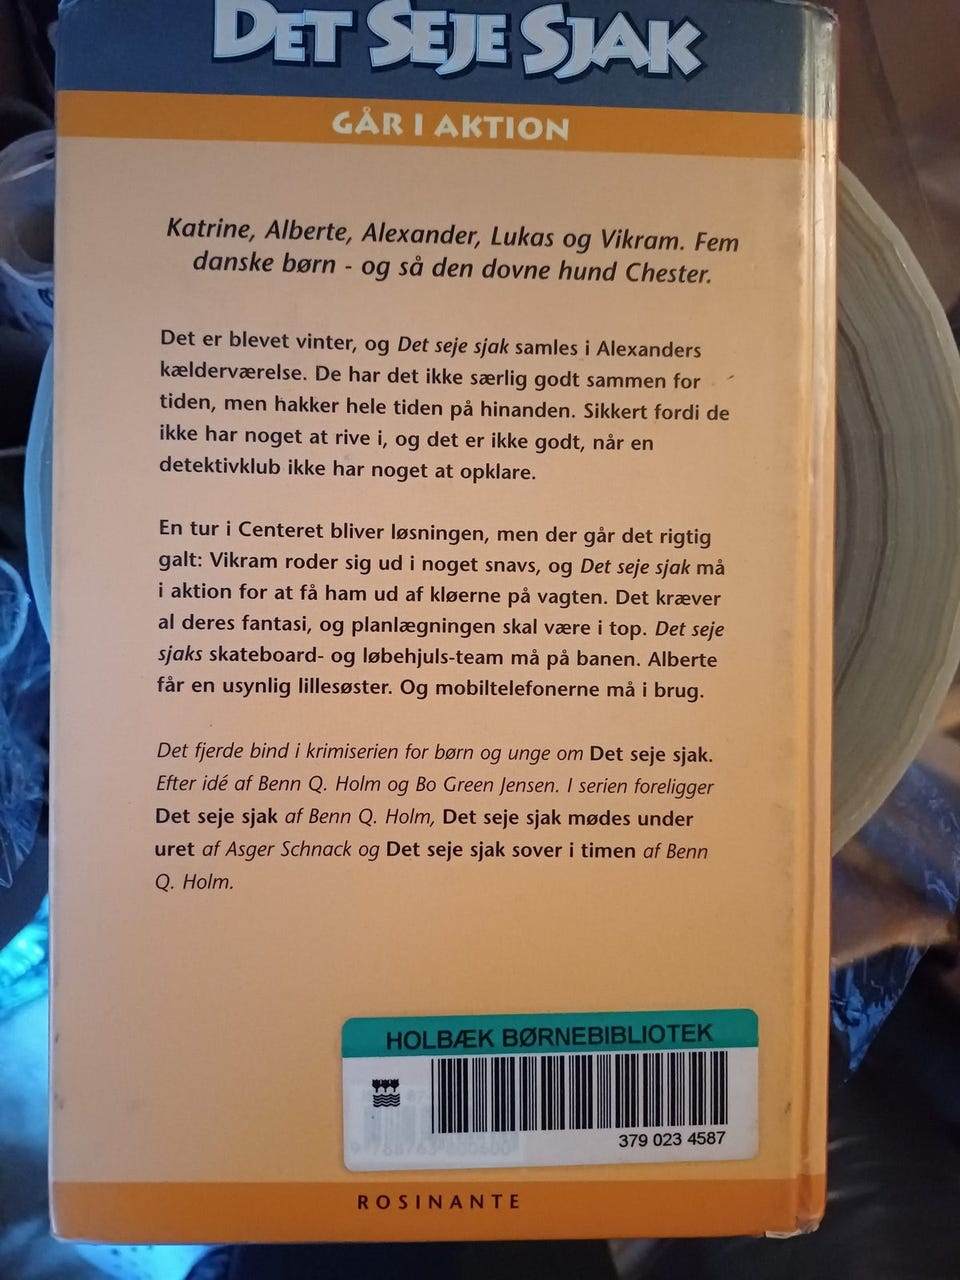 DET SEJE SJAK
GÅR I AKTION
Katrine, Alberte, Alexander, Lukas og Vikram. Fem
danske børn - og så den dovne hund Chester.
Det er blevet vinter, og Det seje sjak samles i Alexanders
kælderværelse. De har det ikke særlig godt sammen for
tiden, men hakker hele tiden på hinanden. Sikkert fordi de
ikke har noget at rive i, og det er ikke godt, når en
detektivklub ikke har noget at opklare.
En tur i Centeret bliver løsningen, men der går det rigtig
galt: Vikram roder sig ud i noget snavs, og Det seje sjak må
i aktion for at få ham ud af kløerne på vagten. Det kræver
al deres fantasi, og planlægningen skal være i top. Det seje
sjaks skateboard- og løbehjuls-team må på banen. Alberte
får en usynlig lillesøster. Og mobiltelefonerne må i brug.
Det fjerde bind i krimiserien for børn og unge om Det seje sjak.
Efter idé af Benn Q. Holm og Bo Green Jensen. I serien foreligger
Det seje sjak af Benn Q. Holm, Det seje sjak mødes under
uret af Asger Schnack og Det seje sjak sover i timen af Benn
Q. Holm.
HOLBÆK BØRNEBIBLIOTEK
379 023 4587
ROSINANTE